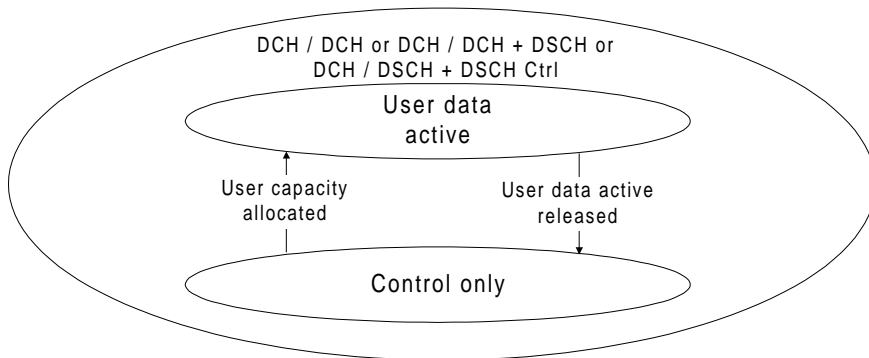 DCH / DCH or DCH / DCH + DSCH or
DCH / DSCH + DSCH Ctrl
User data
active
User capacity
allocated
User data active
released
Control only